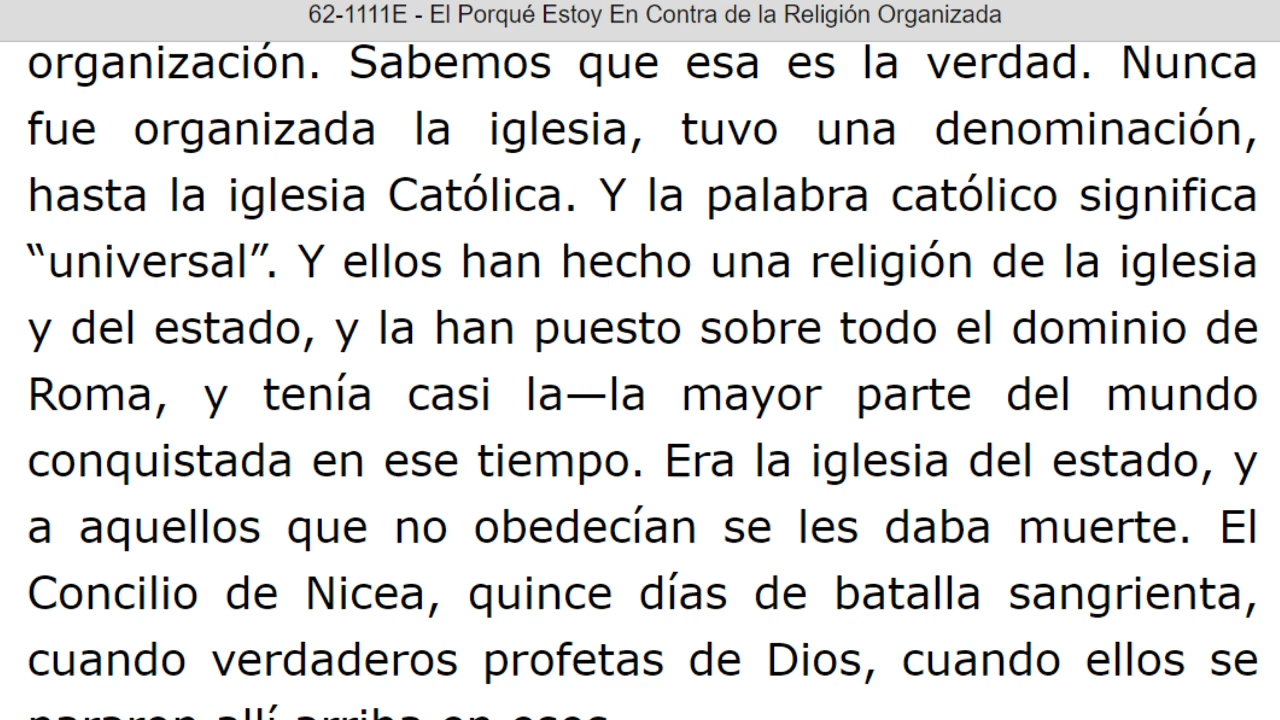 62-1111E - El Porqué Estoy En Contra de la Religión Organizada
organización. Sabemos que esa es la verdad. Nunca
fue organizada la iglesia, tuvo una denominación,
hasta la iglesia Católica. Y la palabra católico significa
“universal”. Y ellos han hecho una religión de la iglesia
y del estado, y la han puesto sobre todo el dominio de
Roma, y tenía casi la—la mayor parte del mundo
conquistada en ese tiempo. Era la iglesia del estado, y
a aquellos que no obedecían se les daba muerte. El
Concilio de Nicea, quince días de batalla sangrienta,
cuando verdaderos profetas de Dios, cuando ellos se
pararon allí arriba en esos